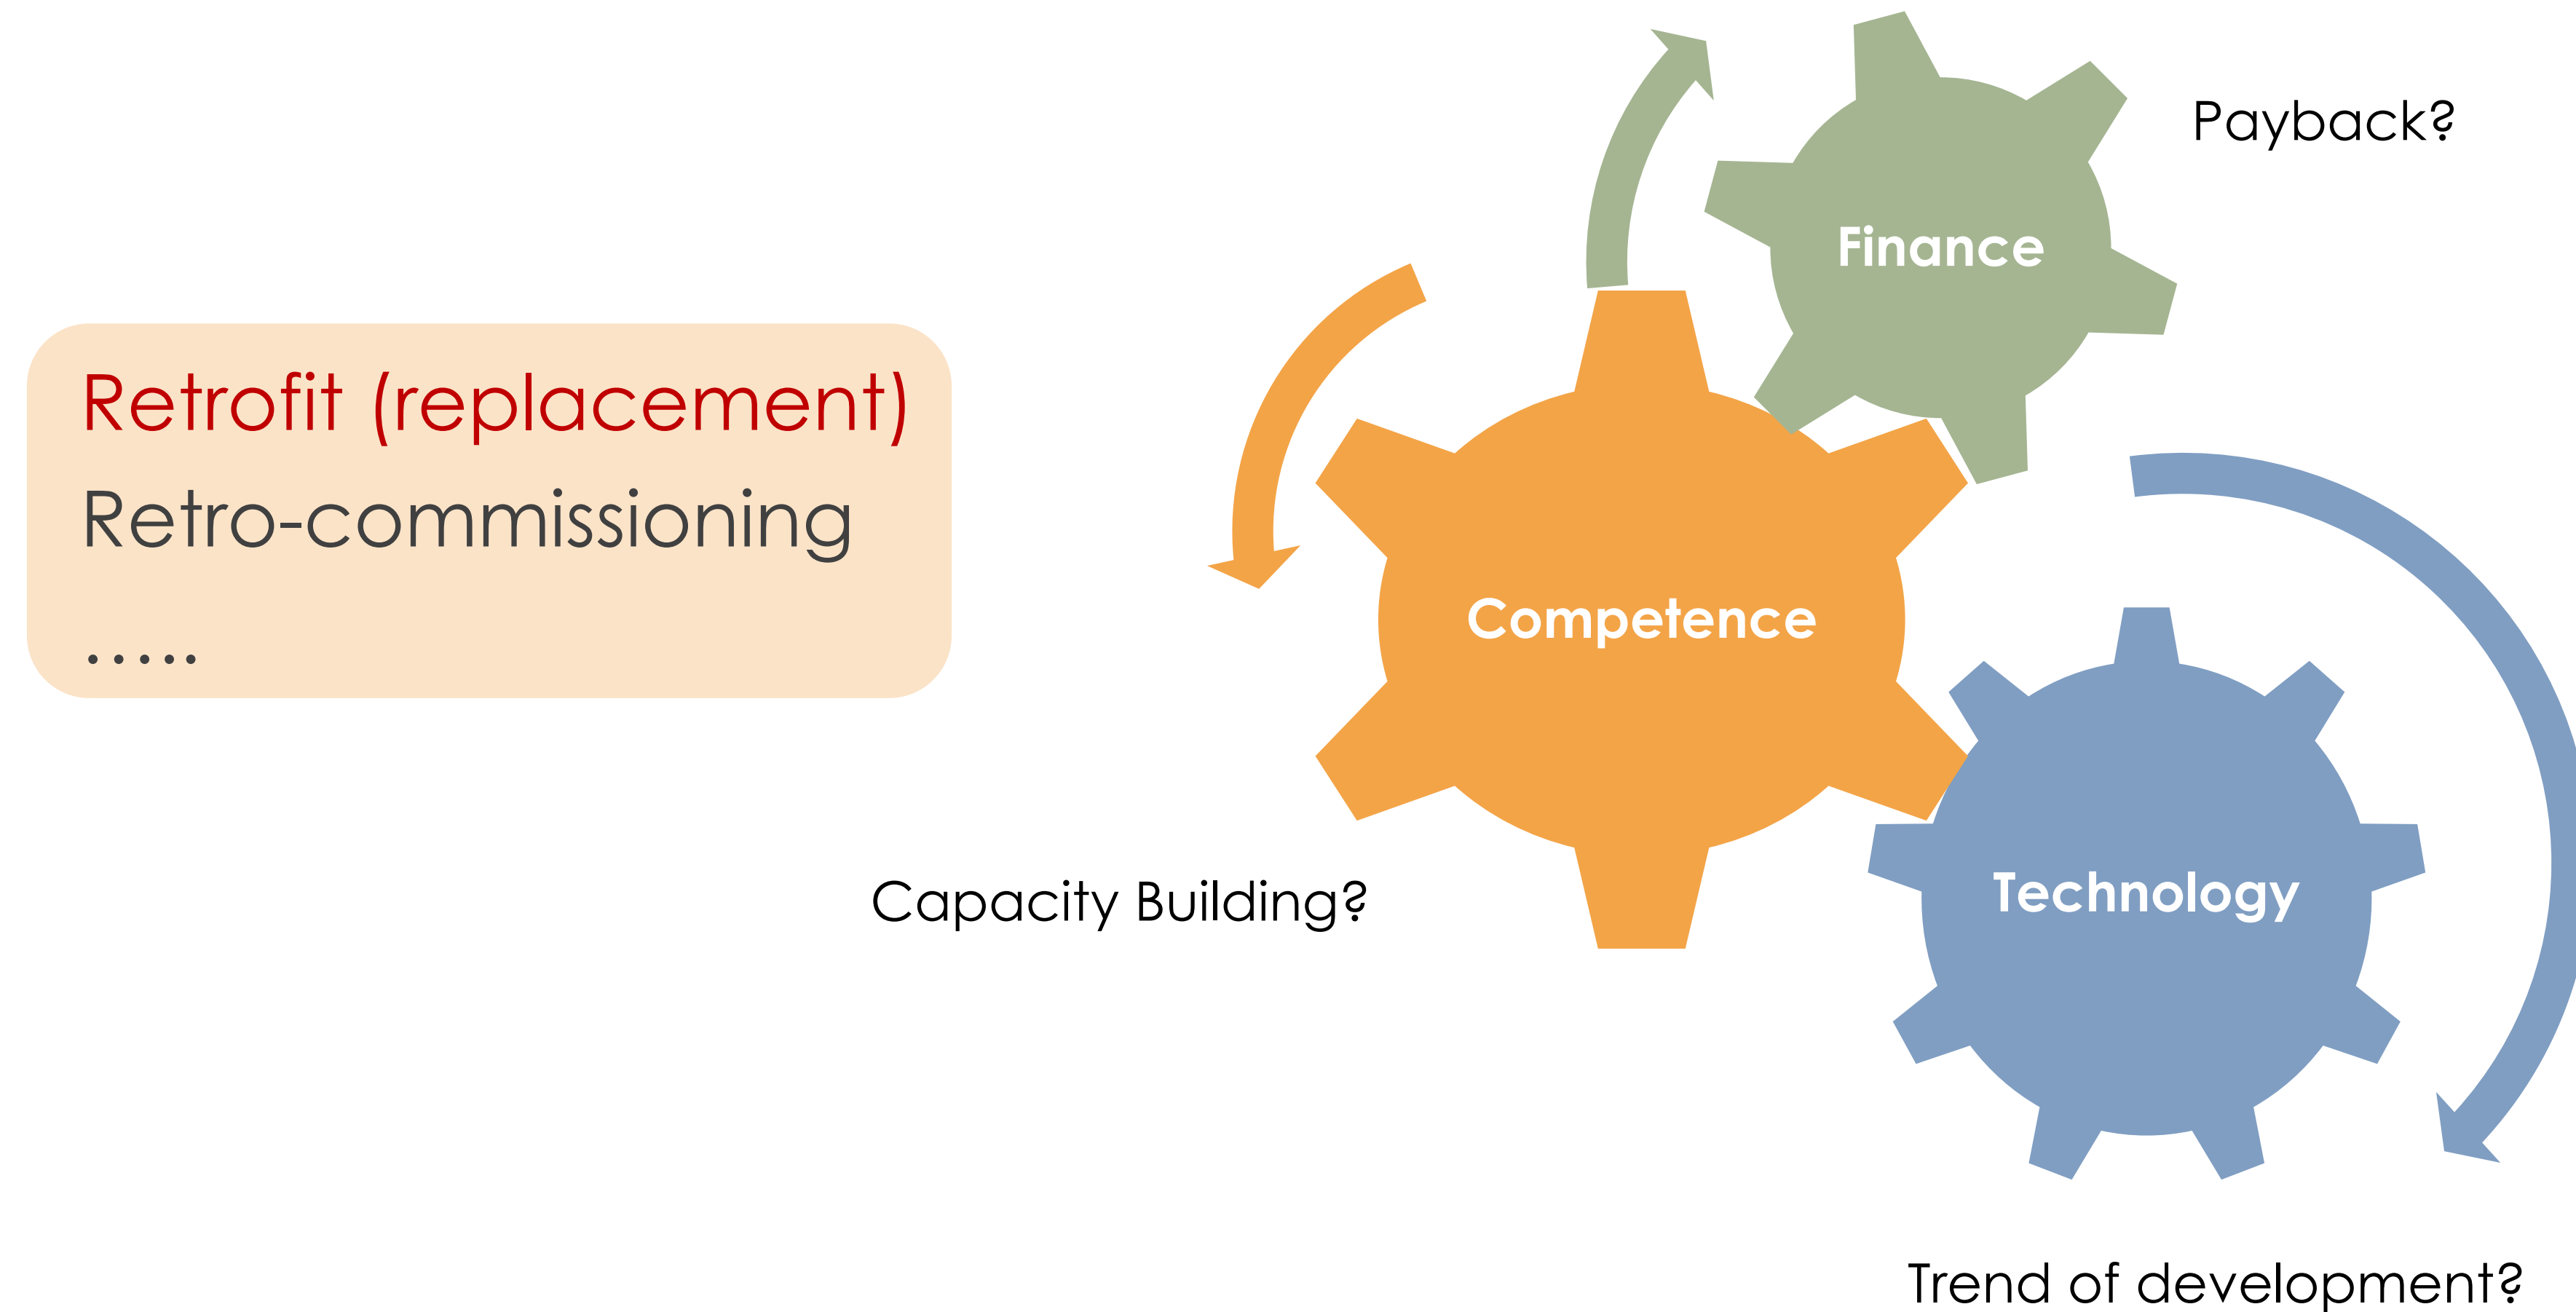 Retrofit (replacement)
Retro-commissioning
.....
Payback?
Finance
Competence
Capacity Building?
Technology
Trend of development?